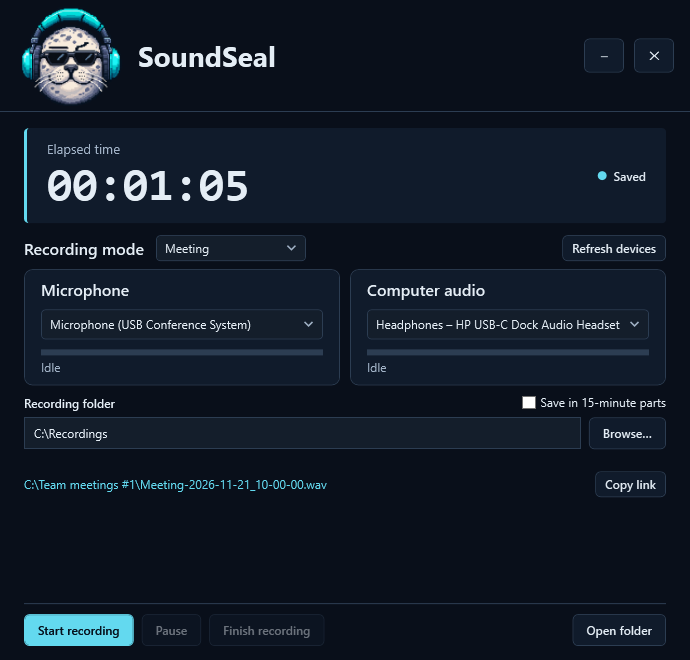 SoundSeal
Elapsed time
00:01:05
Saved
Recording mode
Meeting
Refresh devices
Microphone
Microphone (USB Conference System)
Idle
Computer audio
Headphones – HP USB-C Dock Audio Headset
Idle
Recording folder
Save in 15-minute parts
C:\Recordings
Browse...
C:\Team meetings #1\Meeting-2026-11-21_10-00-00.wav
Copy link
Start recording
Pause
Finish recording
Open folder